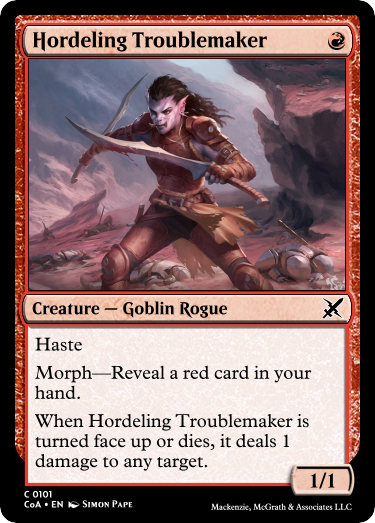 Hordeling Troublemaker
Creature — Goblin Rogue
Haste
Morph—Reveal a red card in your
hand.
When Hordeling Troublemaker is
turned face up or dies, it deals 1
damage to any target.
1/1
C 0101
CoA • EN Simon Pape
Mackenzie, McGrath & Associates LLC